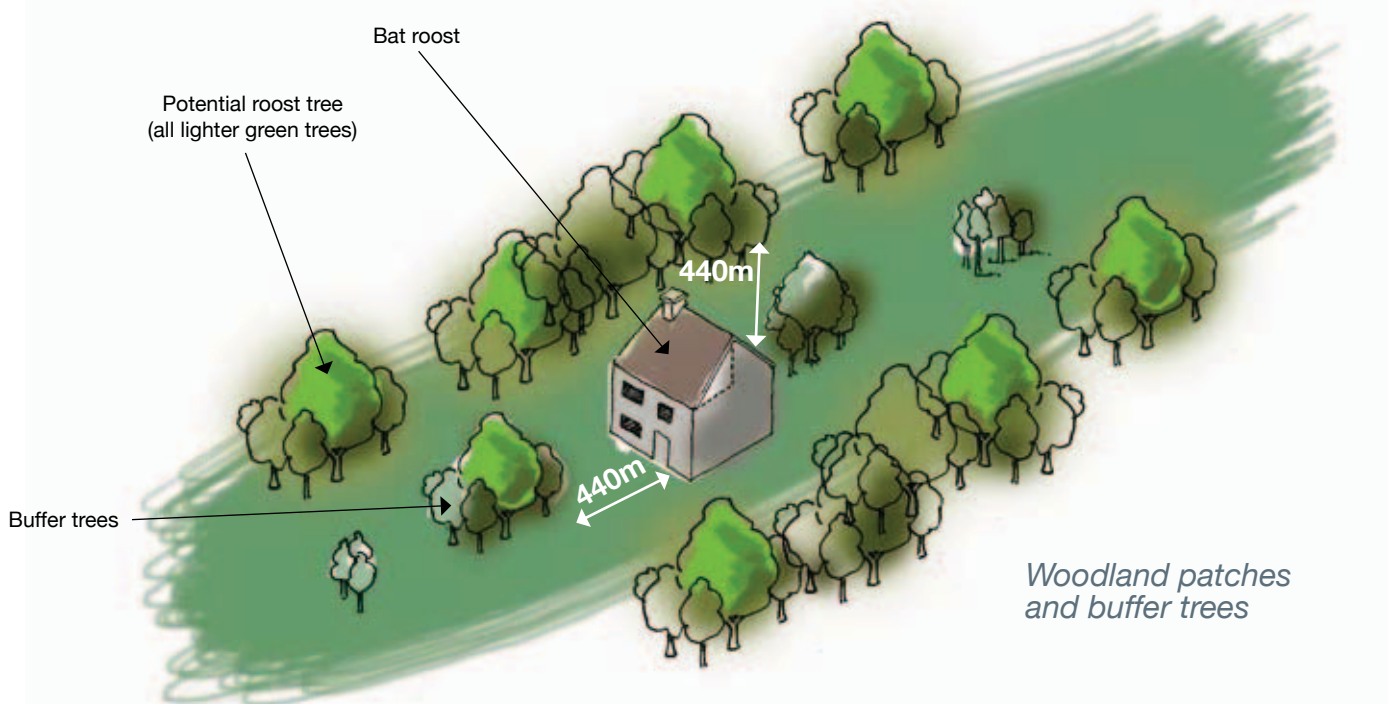 Bat roost
Potential roost tree
(all lighter green trees)
440m
440m
Buffer trees
Woodland patches
and buffer trees